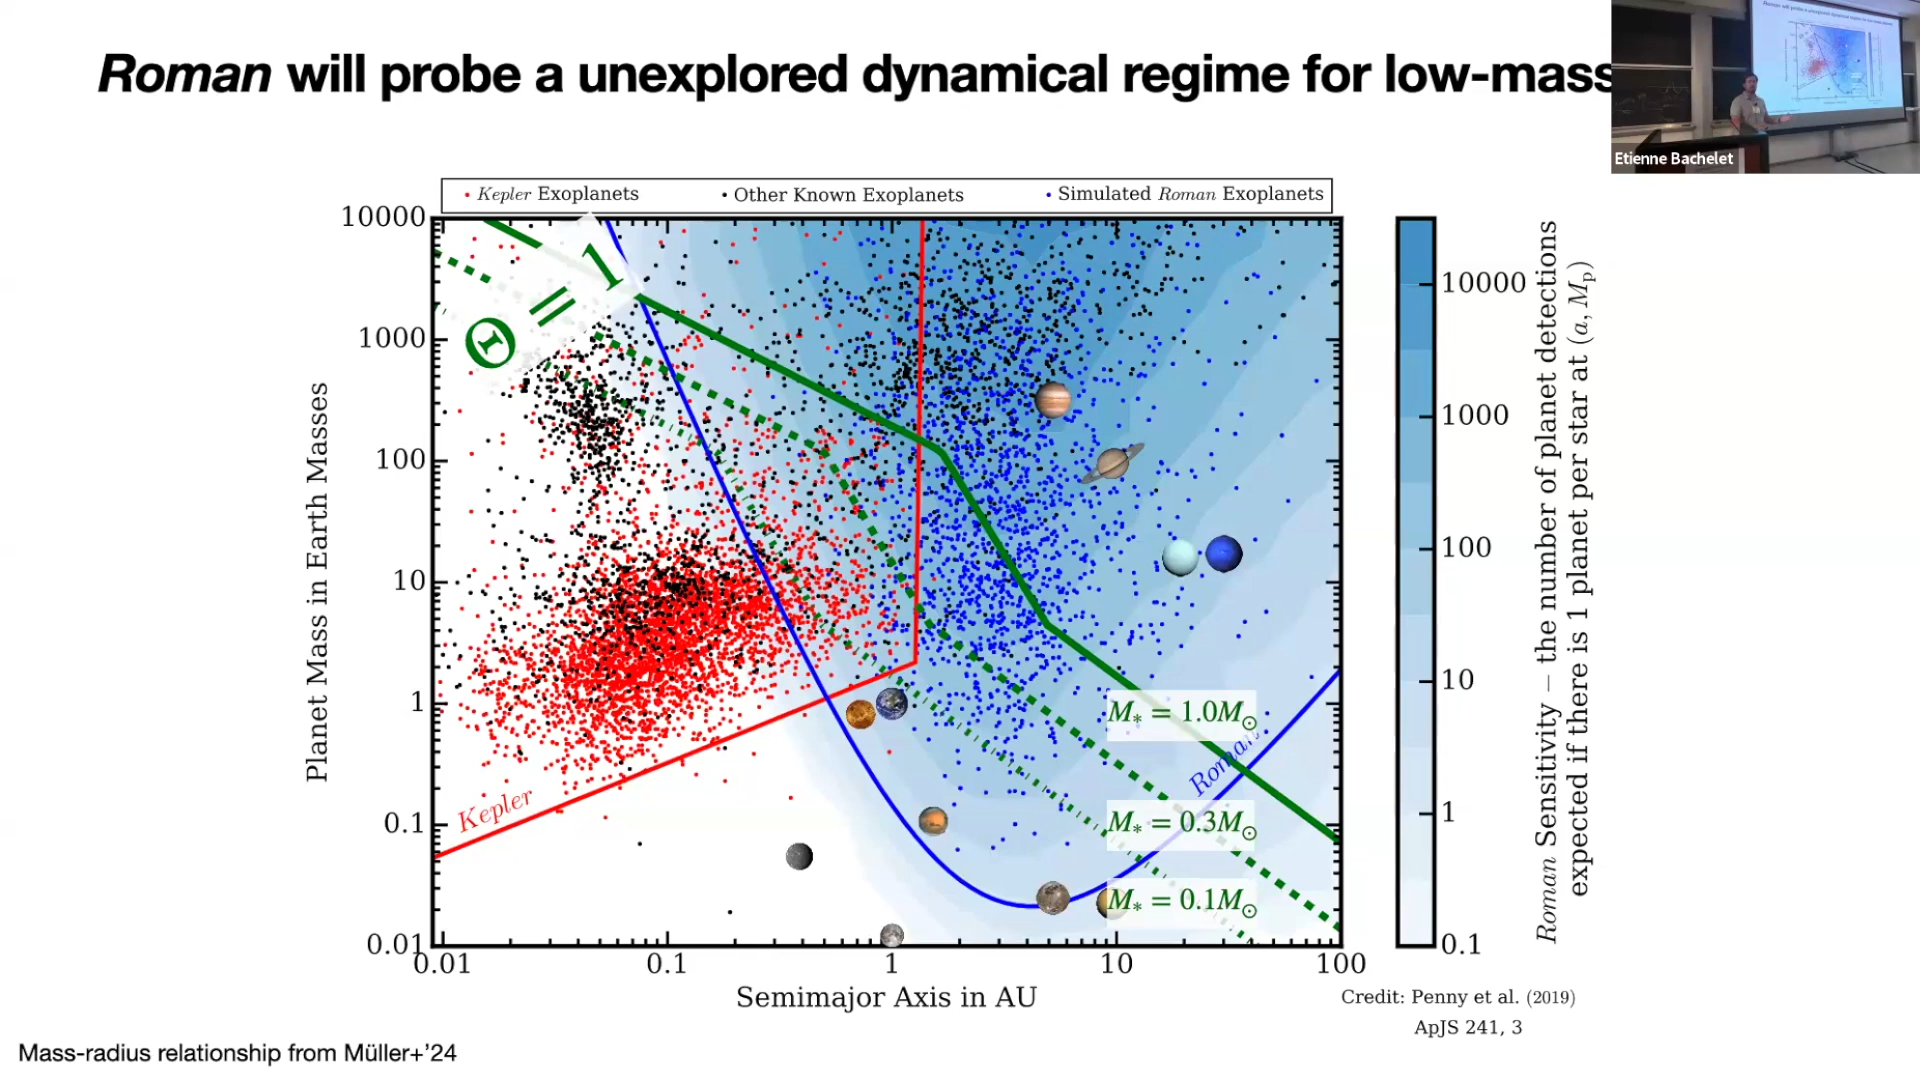 Roman will probe a unexplored dynamical regime for low-mass
Etienne Bachelet
Kepler Exoplanets
Other Known Exoplanets
Simulated Roman Exoplanets
Planet Mass in Earth Masses
10000
1000
100
10
1
0.1
0.01
Θ = 1
Kepler
Roman
M* = 1.0M⊙
M* = 0.3M⊙
M* = 0.1M⊙
0.01
0.1
1
10
100
Semimajor Axis in AU
10000
1000
100
10
1
0.1
Roman Sensitivity – the number of planet detections
expected if there is 1 planet per star at (a, Mp)
Credit: Penny et al. (2019)
ApJS 241, 3
Mass-radius relationship from Müller+’24